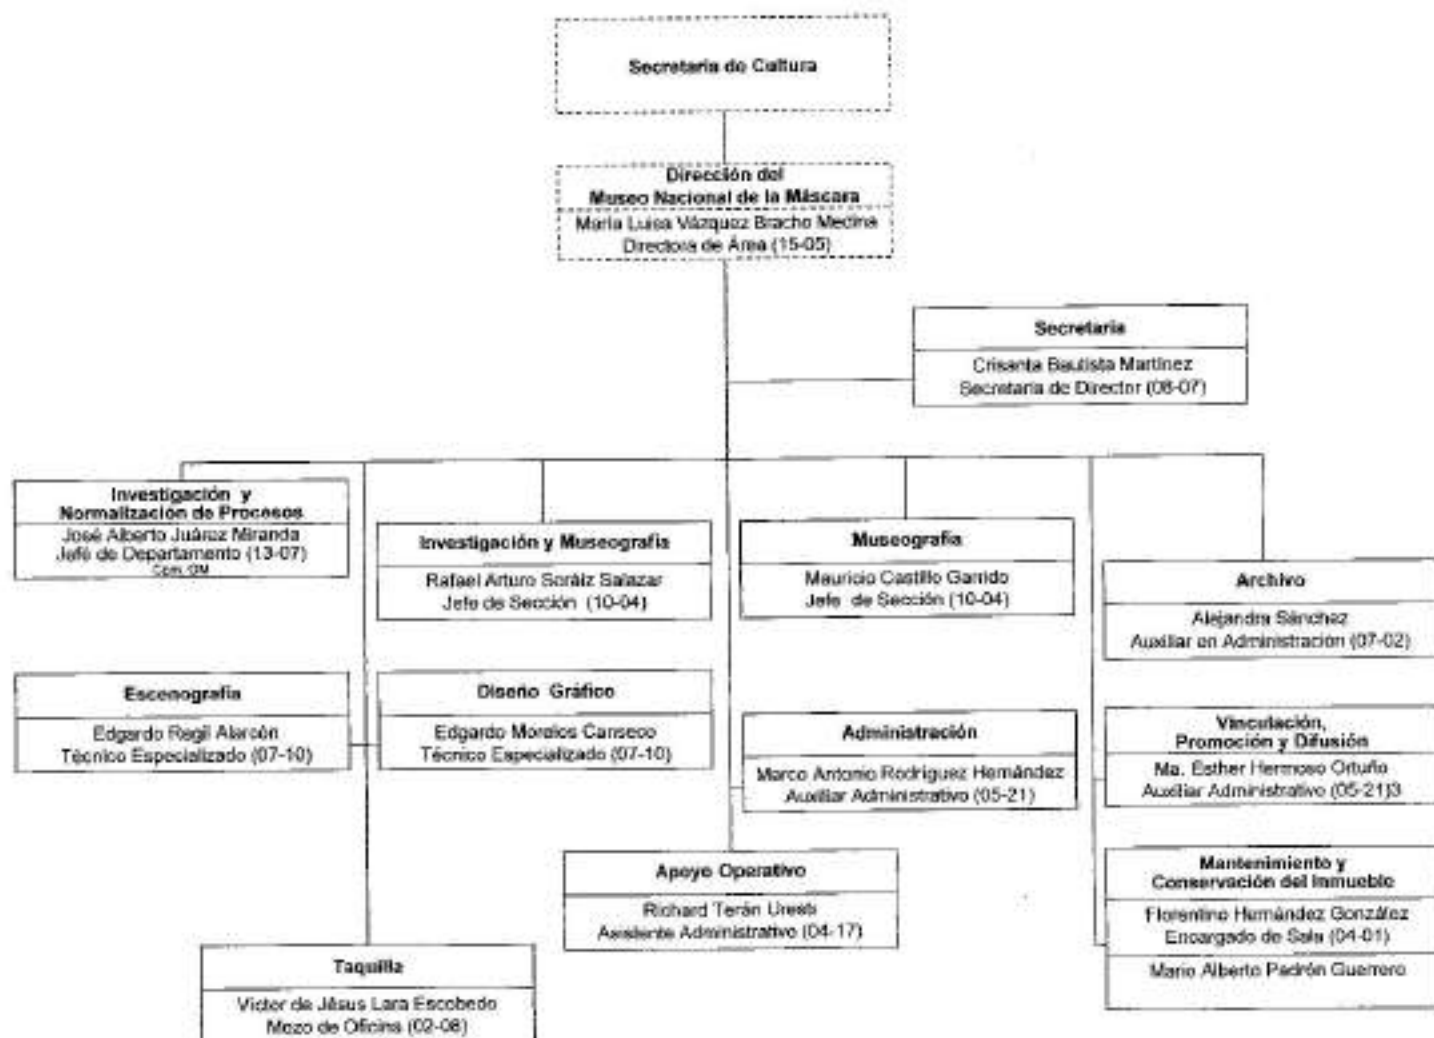 Secretaria de Cultura
Dirección del
Museo Nacional de la Máscara
María Luisa Vázquez Bracho Medina
Directora de Área (15-05)
Secretaria
Crisanta Bautista Martínez
Secretaria de Director (08-07)
Investigación y
Normalización de Procesos
José Alberto Juárez Miranda
Jefe de Departamento (13-07)
Com. OM
Investigación y Museografía
Rafael Arturo Soráiz Salazar
Jefe de Sección (10-04)
Museografía
Mauricio Castillo Garrido
Jefe de Sección (10-04)
Archivo
Alejandra Sánchez
Auxiliar en Administración (07-02)
Escenografía
Edgardo Regil Alarcón
Técnico Especializado (07-10)
Diseño Gráfico
Edgardo Morelos Canseco
Técnico Especializado (07-10)
Administración
Marco Antonio Rodríguez Hernández
Auxiliar Administrativo (05-21)
Vinculación,
Promoción y Difusión
Ma. Esther Hermoso Ortuño
Auxiliar Administrativo (05-21)3
Apoyo Operativo
Richard Terán Uresti
Asistente Administrativo (04-17)
Mantenimiento y
Conservación del Inmueble
Florentino Hernández González
Encargado de Sala (04-01)
Mario Alberto Padrón Guerrero
Taquilla
Victor de Jésus Lara Escobedo
Mozo de Oficina (02-08)